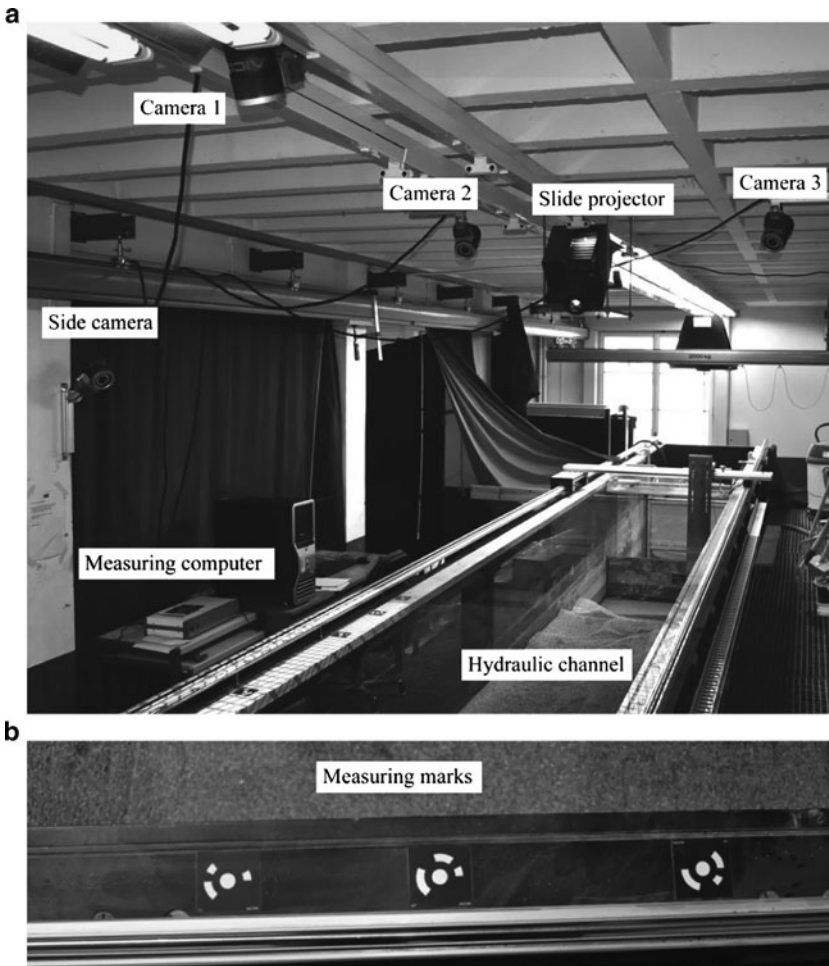 a
Camera 1
Camera 2
Slide projector
Camera 3
Side camera
Measuring computer
Hydraulic channel
b
Measuring marks